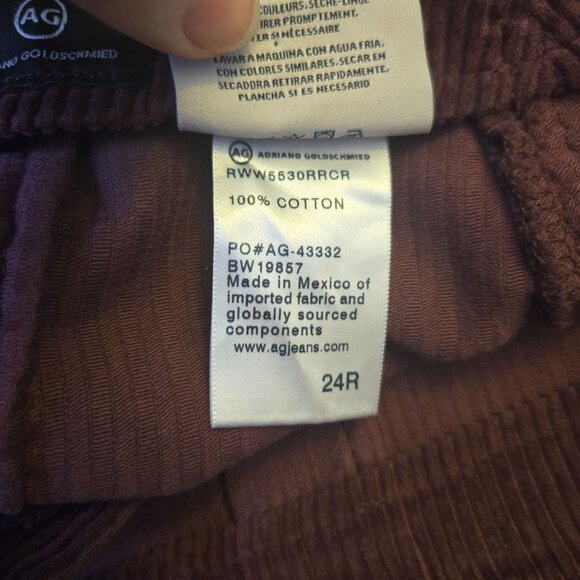 AG
GOLDSCHMIED
COULEURS. SÈCHE-LINGE
PROMPTEMENT.
SI NÉCESSAIRE
LAVAR A MAQUINA CON AGUA FRIA,
CON COLORES SIMILARES. SECAR EN
SECADORA RETIRAR RAPIDAMENTE.
PLANCHA SI ES NECESARIO
AG ADRIANO GOLDSCHMIED
RWW5530RRCR
100% COTTON
PO#AG-43332
BW19857
Made in Mexico of
imported fabric and
globally sourced
components
www.agjeans.com
24R